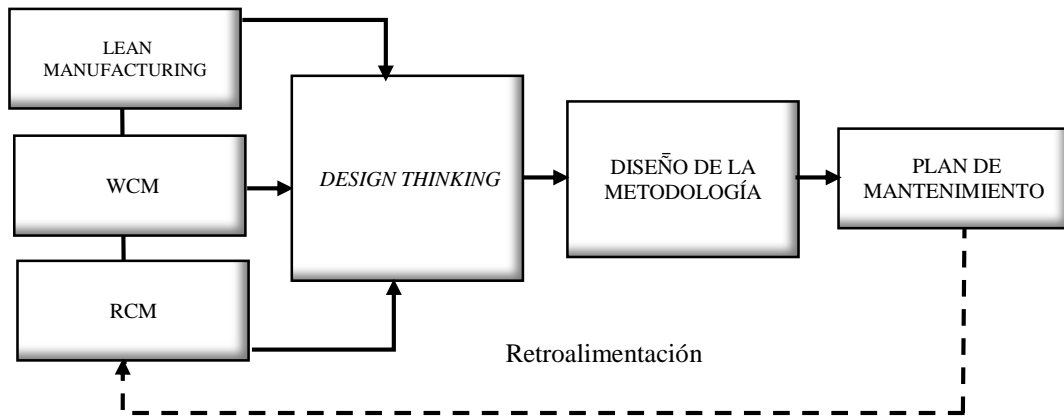 LEAN
MANUFACTURING
WCM
RCM
DESIGN THINKING
DISEÑO DE LA
METODOLOGÍA
PLAN DE
MANTENIMIENTO
Retroalimentación